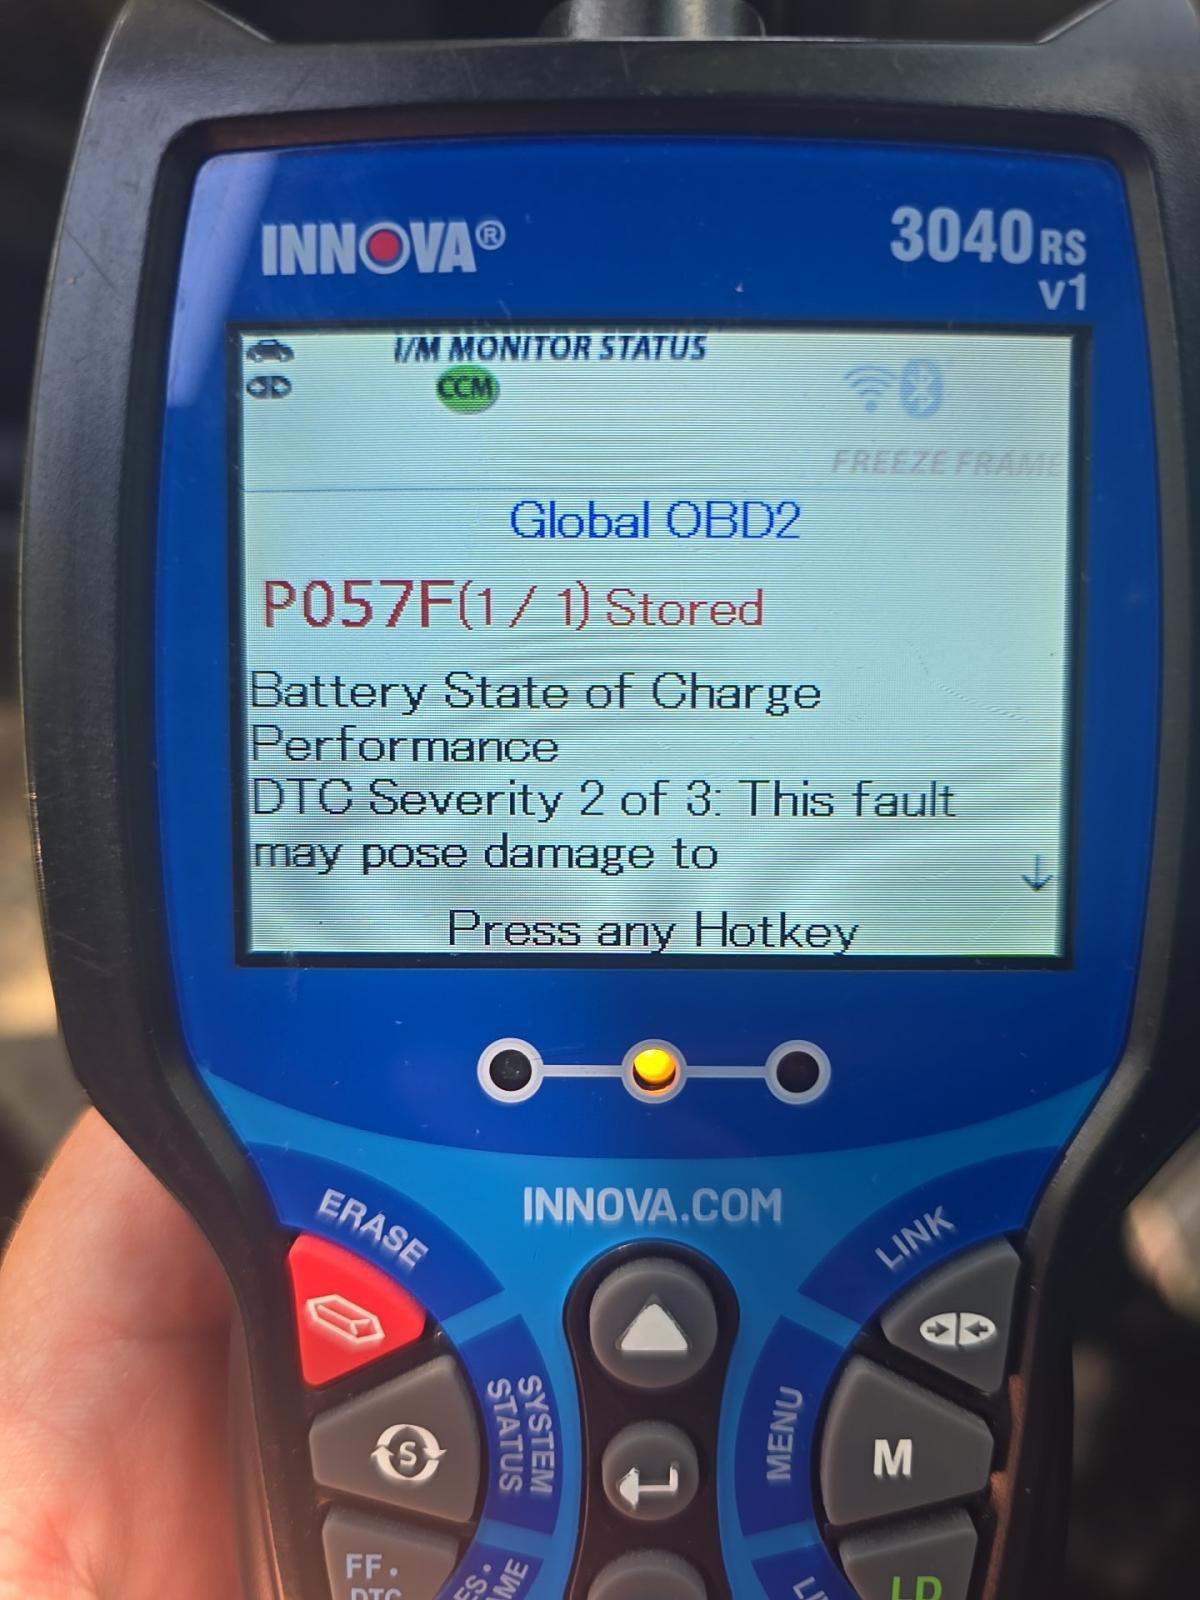 INNOVA®
3040RS
v1
I/M MONITOR STATUS
CCM
FREEZE FRAME
Global OBD2
P057F(1 / 1) Stored
Battery State of Charge
Performance
DTC Severity 2 of 3: This fault
may pose damage to
Press any Hotkey
INNOVA.COM
ERASE
LINK
SYSTEM
STATUS
S
MENU
M
FF.
DTC
LD